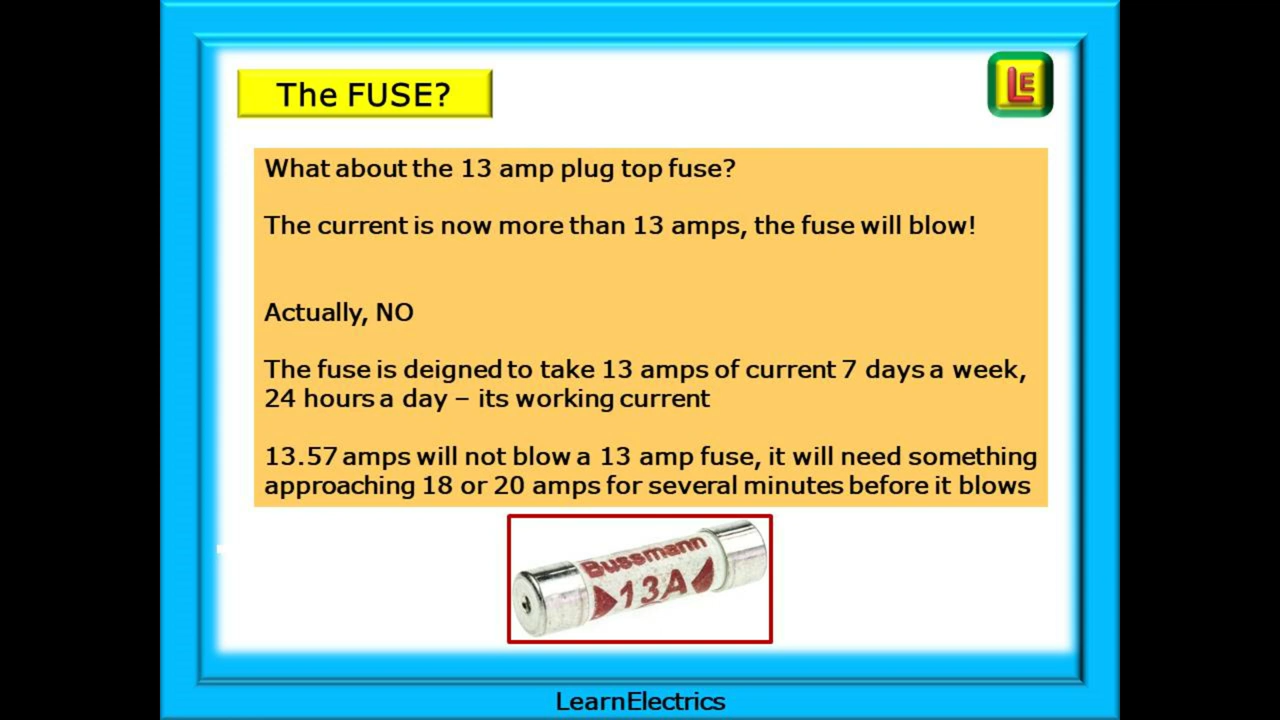 The FUSE?
LE
What about the 13 amp plug top fuse?
The current is now more than 13 amps, the fuse will blow!
Actually, NO
The fuse is deigned to take 13 amps of current 7 days a week,
24 hours a day – its working current
13.57 amps will not blow a 13 amp fuse, it will need something
approaching 18 or 20 amps for several minutes before it blows
Bussmann
13A
LearnElectrics